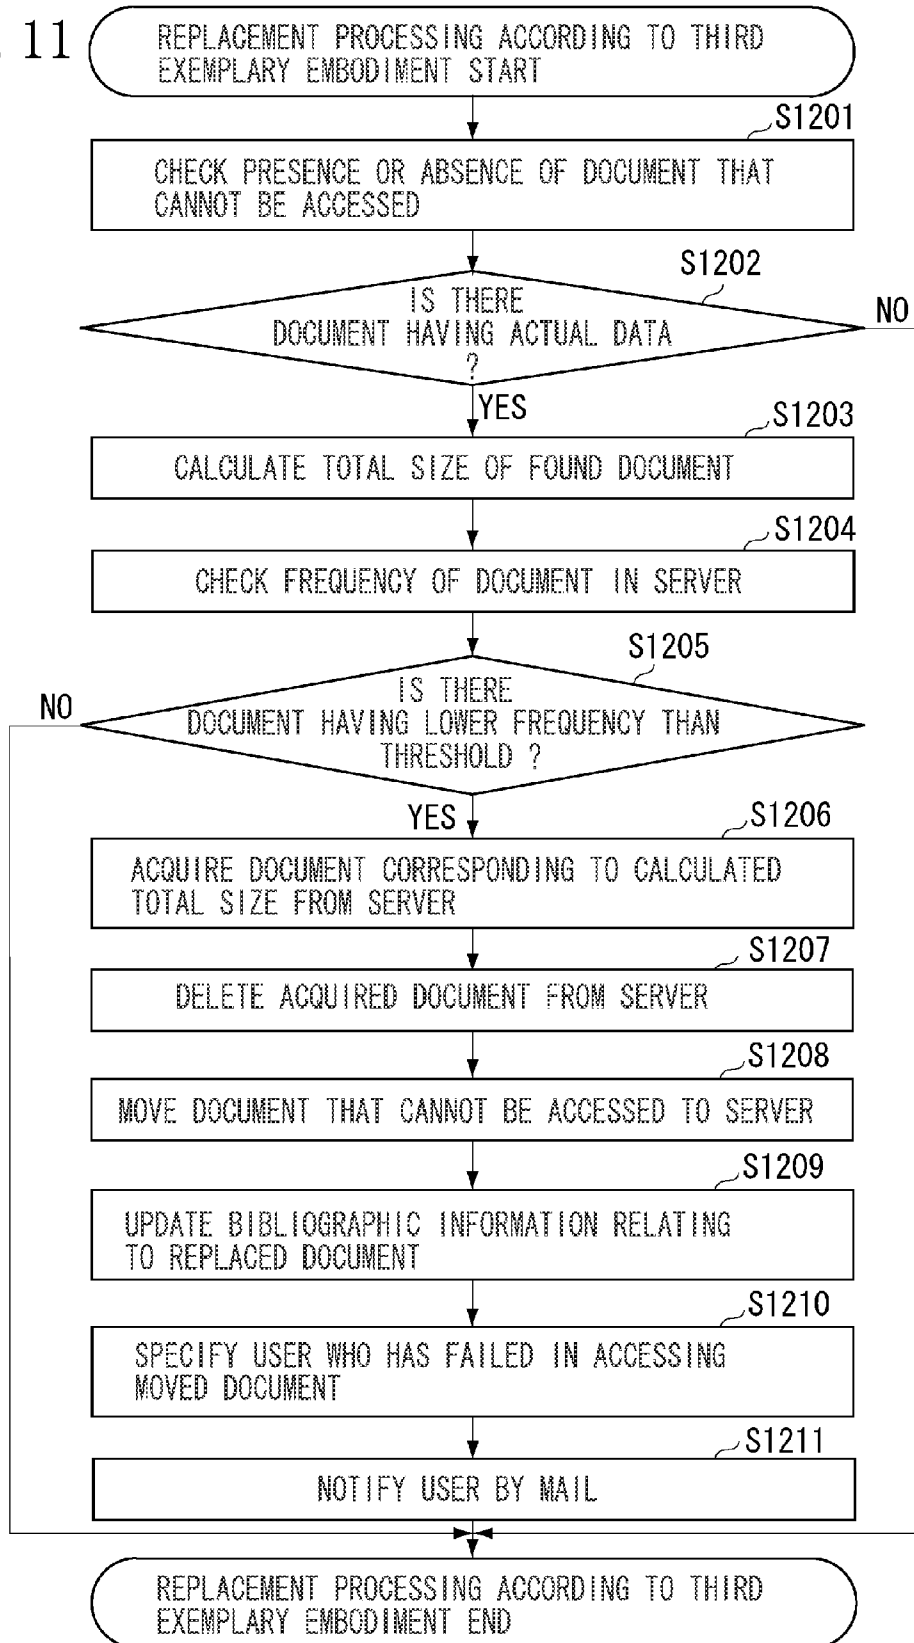 11
REPLACEMENT PROCESSING ACCORDING TO THIRD
EXEMPLARY EMBODIMENT START
S1201
CHECK PRESENCE OR ABSENCE OF DOCUMENT THAT
CANNOT BE ACCESSED
S1202
IS THERE
DOCUMENT HAVING ACTUAL DATA
?
NO
YES
S1203
CALCULATE TOTAL SIZE OF FOUND DOCUMENT
S1204
CHECK FREQUENCY OF DOCUMENT IN SERVER
S1205
IS THERE
DOCUMENT HAVING LOWER FREQUENCY THAN
THRESHOLD ?
NO
YES
S1206
ACQUIRE DOCUMENT CORRESPONDING TO CALCULATED
TOTAL SIZE FROM SERVER
S1207
DELETE ACQUIRED DOCUMENT FROM SERVER
S1208
MOVE DOCUMENT THAT CANNOT BE ACCESSED TO SERVER
S1209
UPDATE BIBLIOGRAPHIC INFORMATION RELATING
TO REPLACED DOCUMENT
S1210
SPECIFY USER WHO HAS FAILED IN ACCESSING
MOVED DOCUMENT
S1211
NOTIFY USER BY MAIL
REPLACEMENT PROCESSING ACCORDING TO THIRD
EXEMPLARY EMBODIMENT END